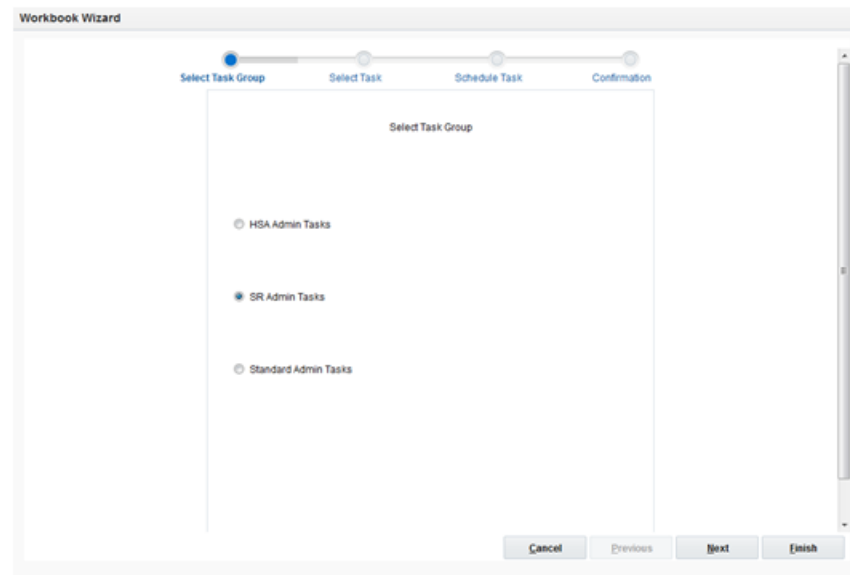 Workbook Wizard
Select Task Group Select Task Schedule Task Confirmation
Select Task Group
HSA Admin Tasks
SR Admin Tasks
Standard Admin Tasks
Cancel Previous Next Finish